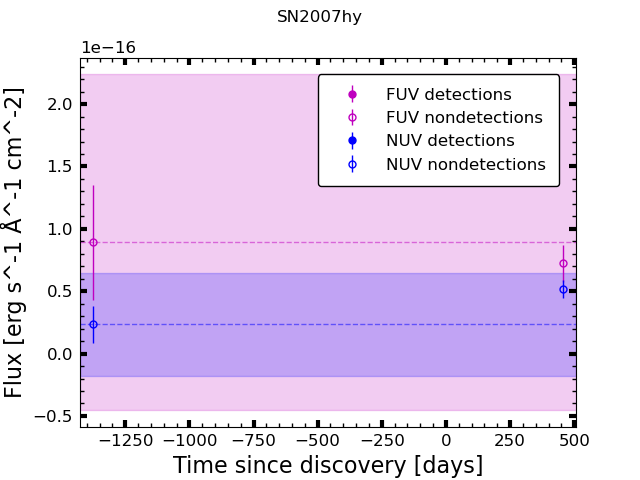 SN2007hy
1e−16
Flux [erg s^-1 Å^-1 cm^-2]
2.0
1.5
1.0
0.5
0.0
−0.5
FUV detections
FUV nondetections
NUV detections
NUV nondetections
−1250 −1000 −750 −500 −250 0 250 500
Time since discovery [days]